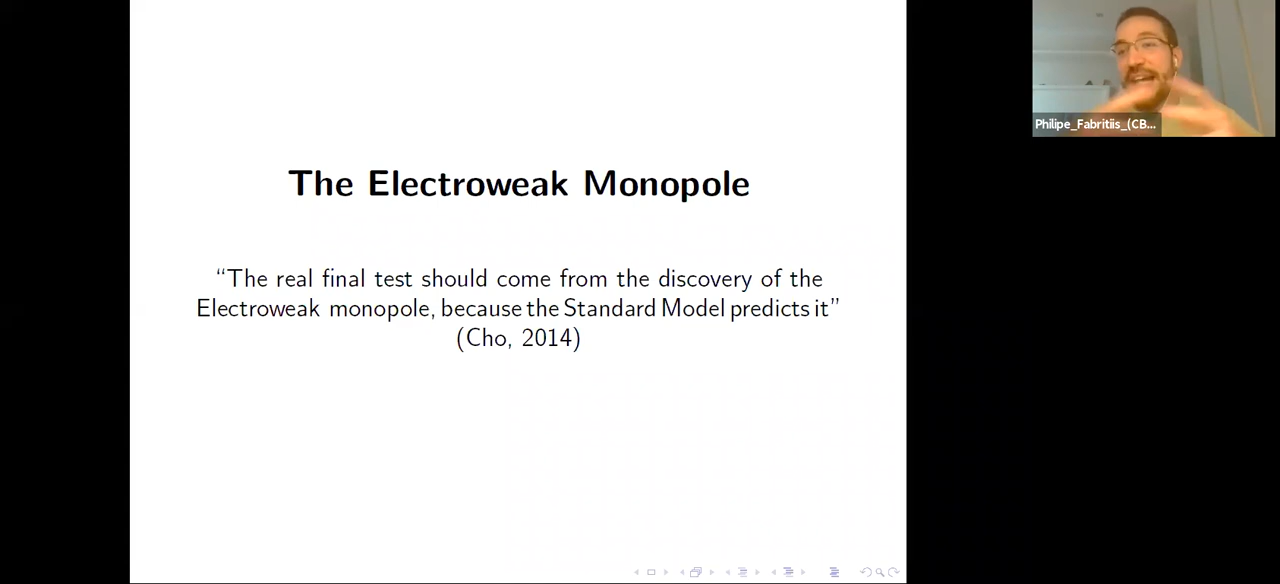 The Electroweak Monopole
“The real final test should come from the discovery of the
Electroweak monopole, because the Standard Model predicts it”
(Cho, 2014)
Philipe_Fabritiis_(CB...